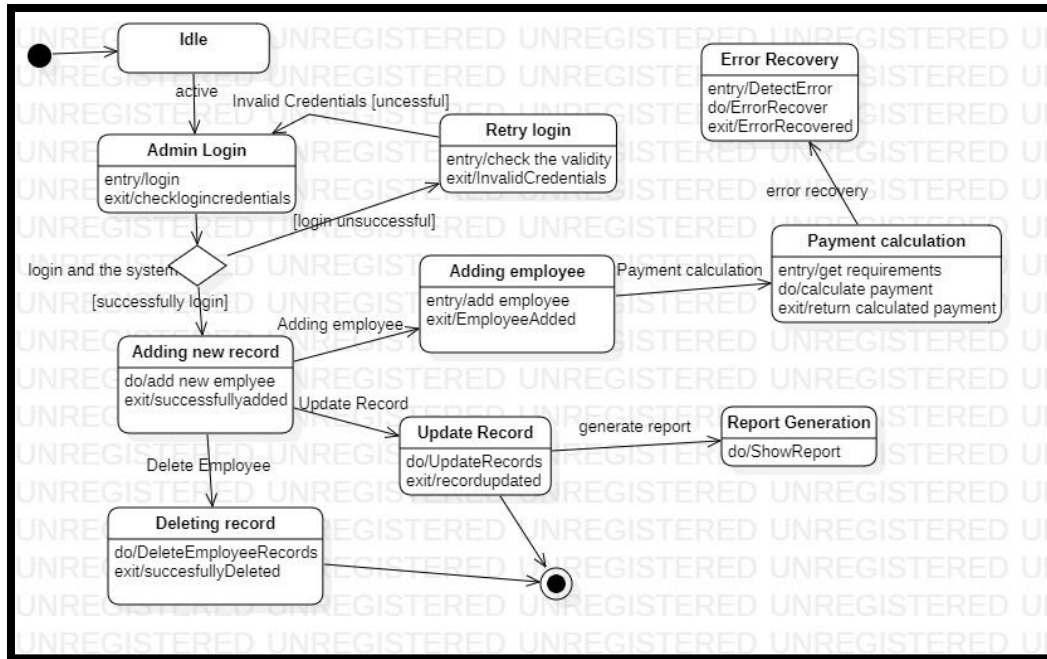 Idle
active
Invalid Credentials [uncessful]
Admin Login
entry/login
exit/checklogincredentials
Retry login
entry/check the validity
exit/InvalidCredentials
[login unsuccessful]
login and the system
[successfully login]
Error Recovery
entry/DetectError
do/ErrorRecover
exit/ErrorRecovered
error recovery
Payment calculation
entry/get requirements
do/calculate payment
exit/return calculated payment
Payment calculation
Adding employee
entry/add employee
exit/EmployeeAdded
Adding employee
Adding new record
do/add new emplyee
exit/successfullyadded
Update Record
Update Record
do/UpdateRecords
exit/recordupdated
generate report
Report Generation
do/ShowReport
Delete Employee
Deleting record
do/DeleteEmployeeRecords
exit/succesfullyDeleted
UNREGISTERED UNREGISTERED UNREGISTERED UNREGISTERED